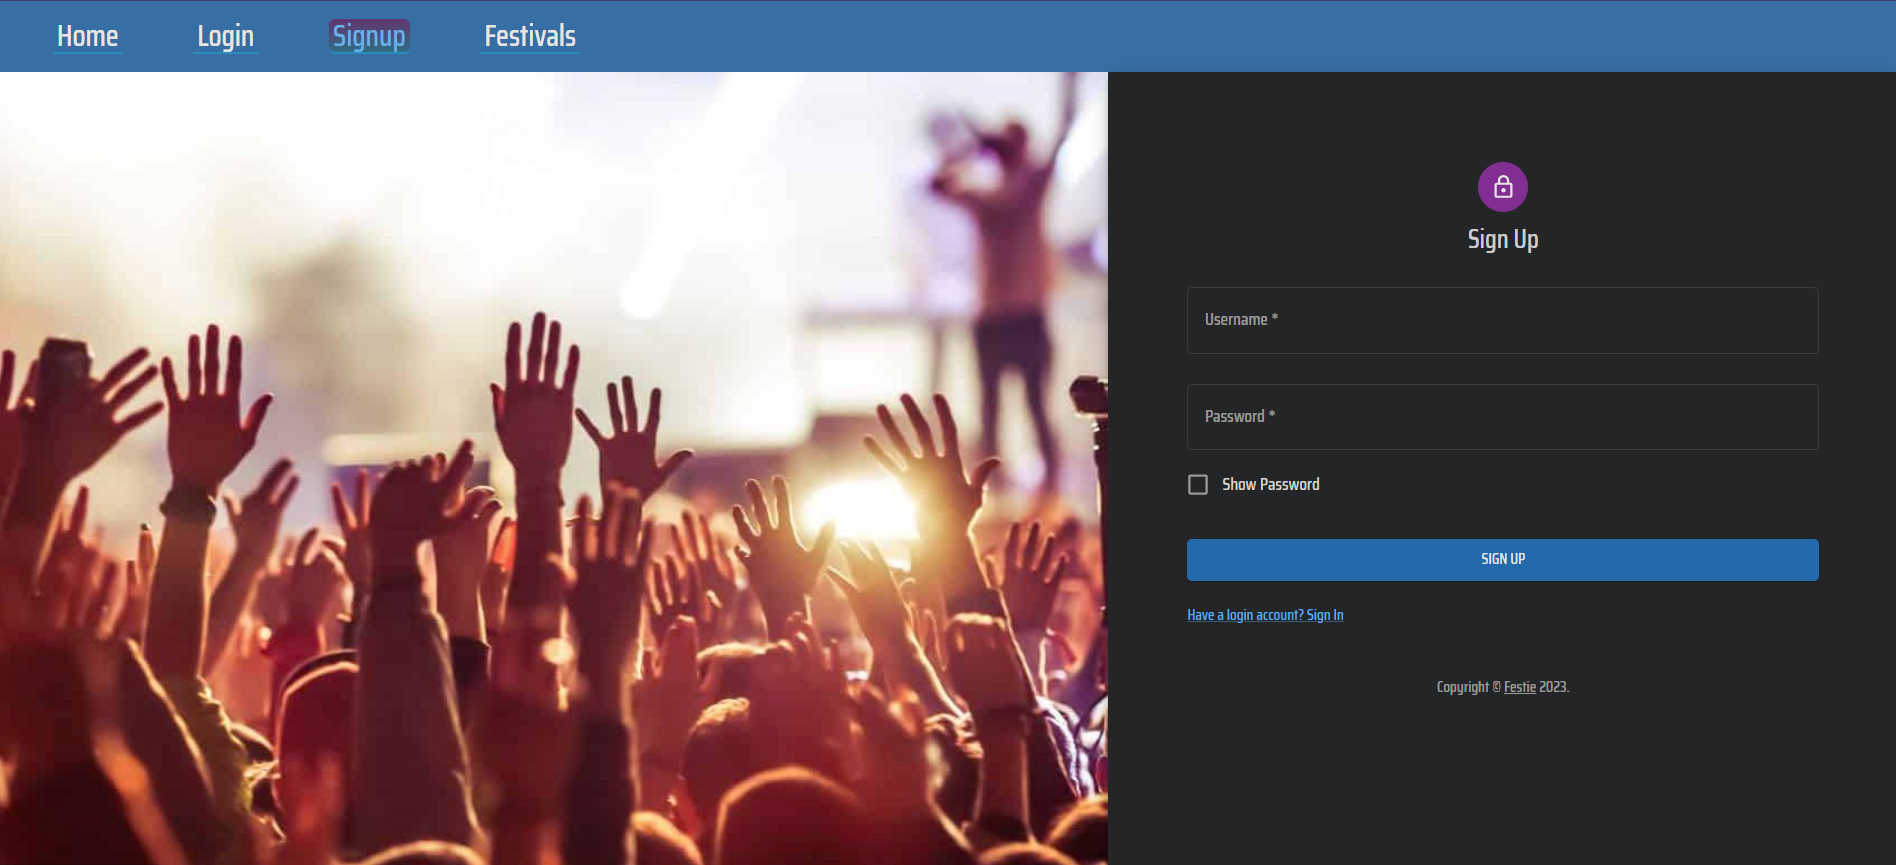 Home Login Signup Festivals
Sign Up
Username *
Password *
Show Password
SIGN UP
Have a login account? Sign In
Copyright © Festie 2023.